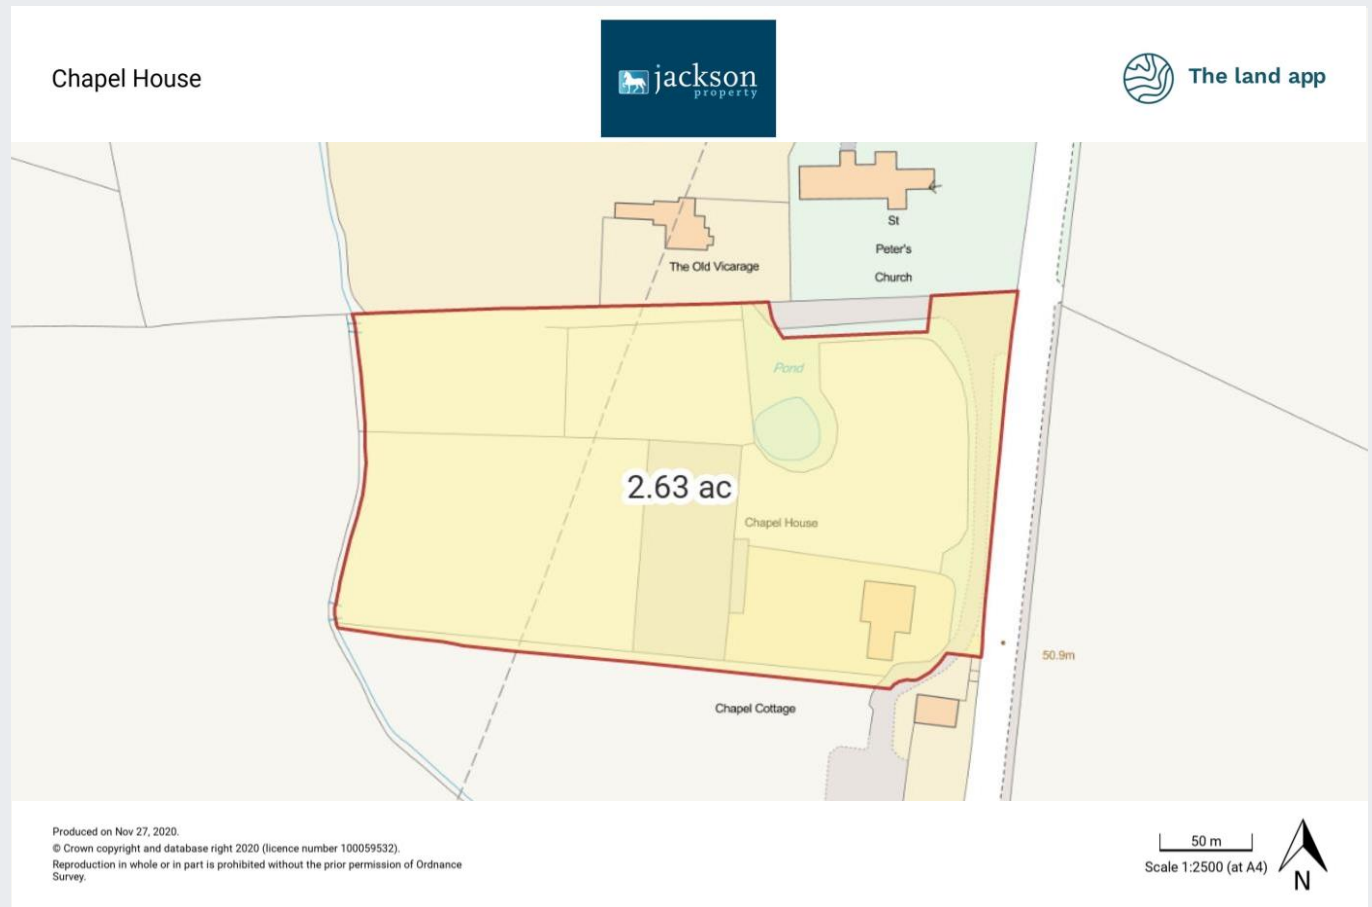 Chapel House
jackson
property
The land app
St
Peter's
Church
The Old Vicarage
Pond
2.63 ac
Chapel House
50.9m
Chapel Cottage
Produced on Nov 27, 2020.
© Crown copyright and database right 2020 (licence number 100059532).
Reproduction in whole or in part is prohibited without the prior permission of Ordnance
Survey.
50 m
Scale 1:2500 (at A4)
N